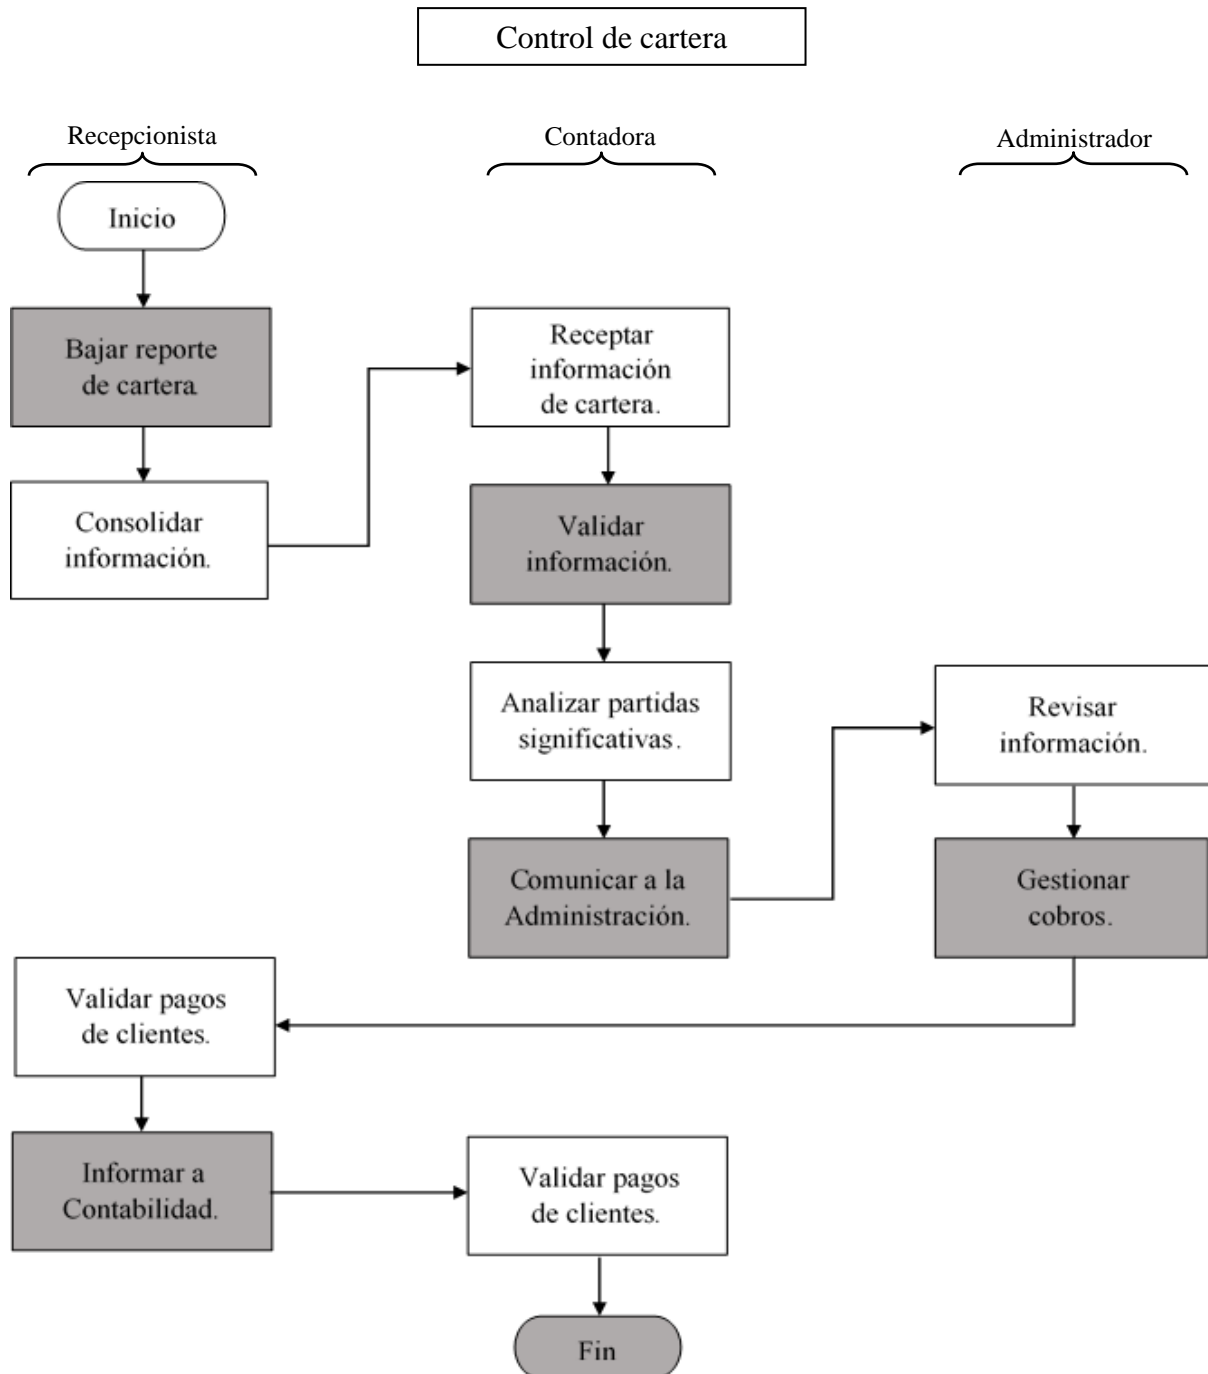 Control de cartera
Recepcionista
Contadora
Administrador
Inicio
Bajar reporte
de cartera.
Consolidar
información.
Receptar
información
de cartera.
Validar
información.
Analizar partidas
significativas.
Comunicar a la
Administración.
Revisar
información.
Gestionar
cobros.
Validar pagos
de clientes.
Informar a
Contabilidad.
Validar pagos
de clientes.
Fin